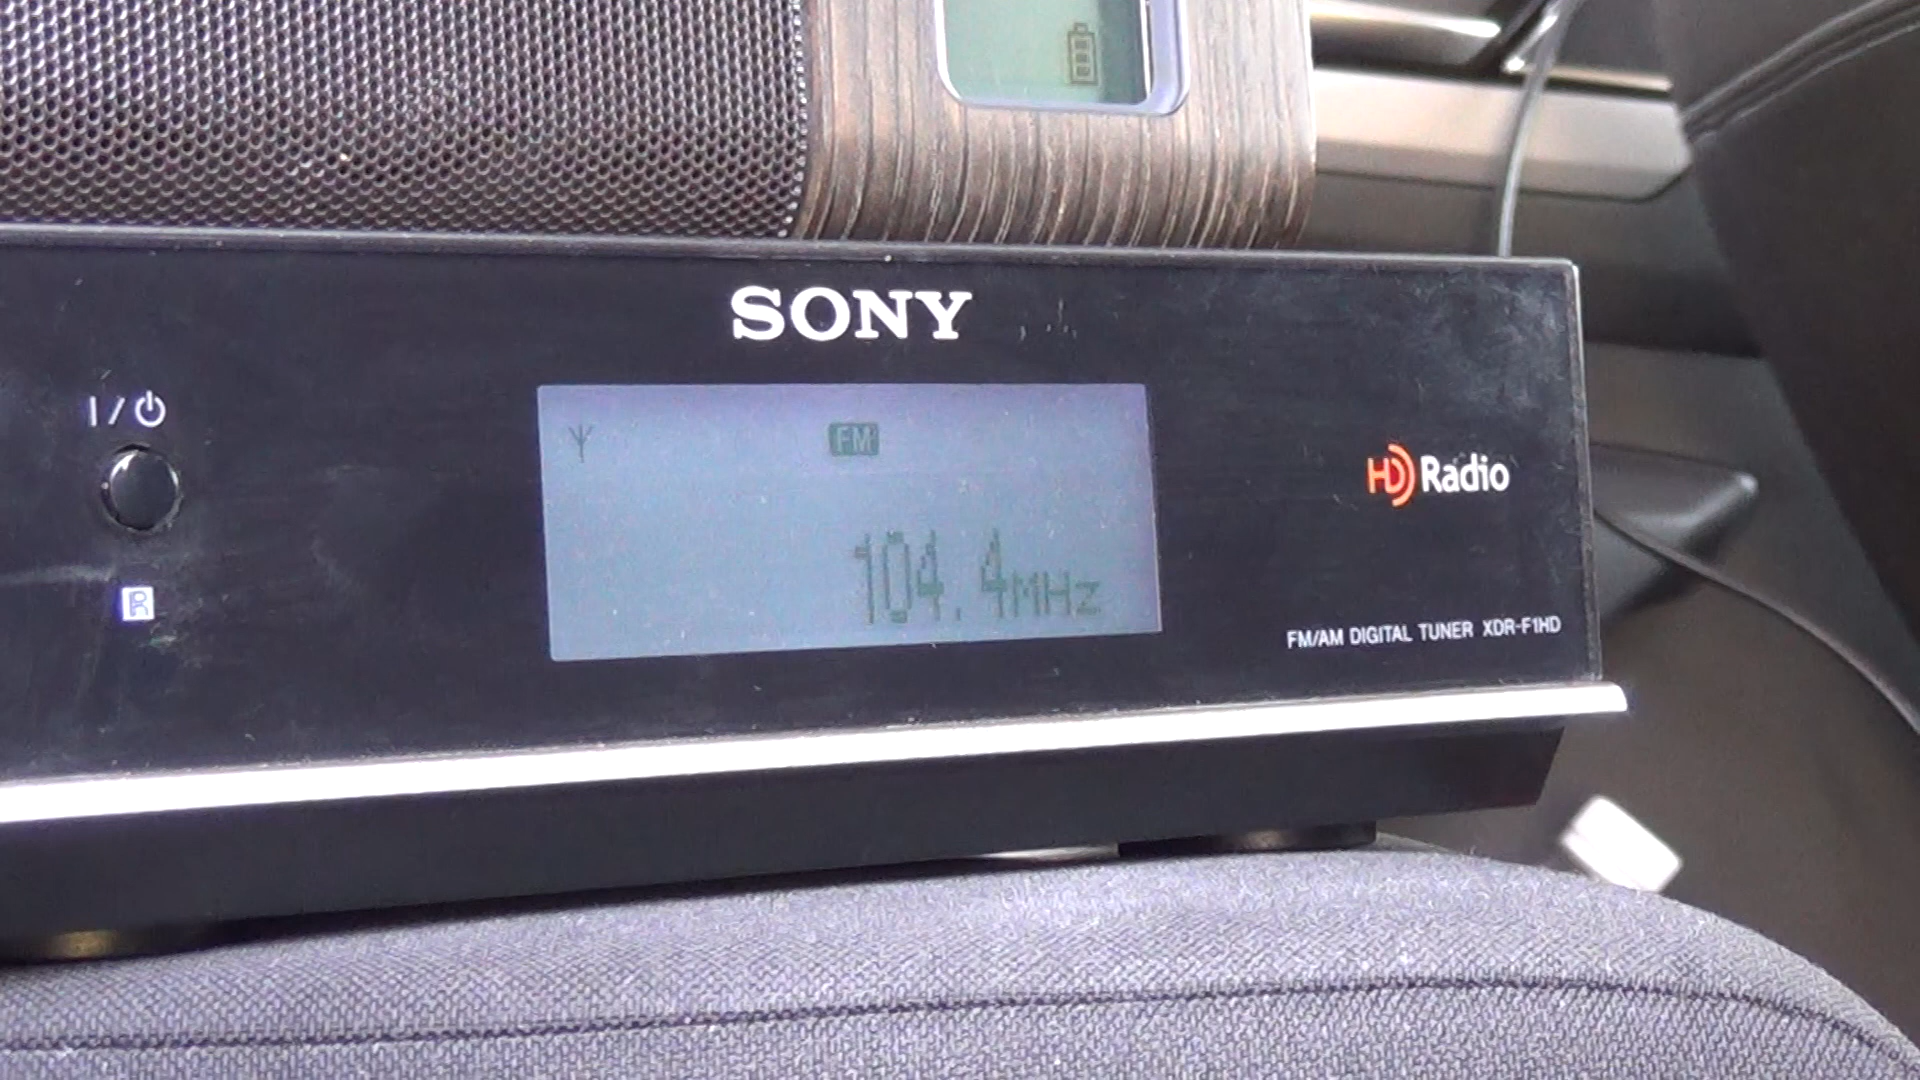 SONY
I/⏻
FM
HD Radio
104.4MHz
R
FM/AM DIGITAL TUNER XDR-F1HD